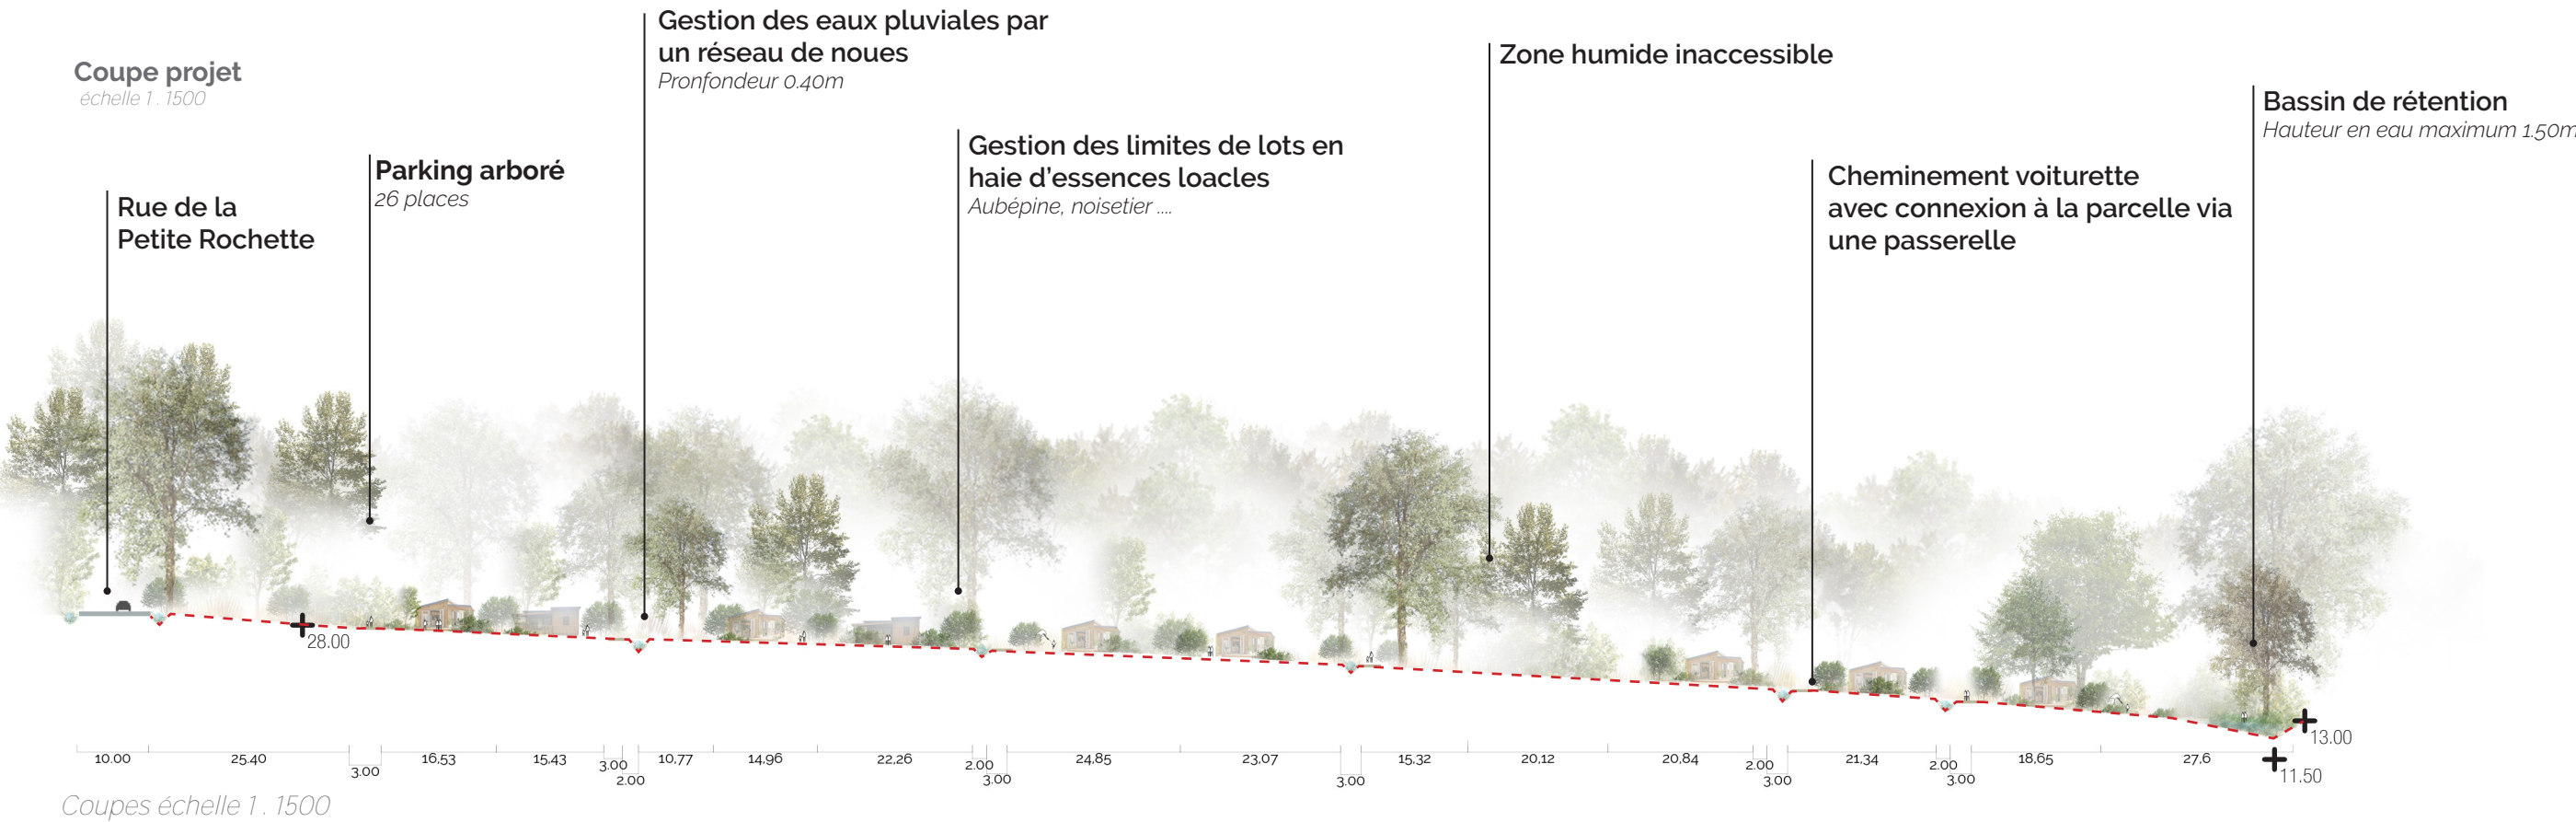 Gestion des eaux pluviales par
un réseau de noues
Pronfondeur 0.40m
Zone humide inaccessible
Coupe projet
échelle 1 . 1500
Bassin de rétention
Hauteur en eau maximum 1.50m
Gestion des limites de lots en
haie d'essences loacles
Aubépine, noisetier ....
Parking arboré
26 places
Cheminement voiturette
avec connexion à la parcelle via
une passerelle
Rue de la
Petite Rochette
28.00
13.00
11.50
10.00 25.40 3.00 16.53 15.43 3.00 2.00 10.77 14.96 22.26 2.00 3.00 24.85 23.07 3.00 15.32 20.12 20.84 2.00 3.00 21.34 2.00 3.00 18.65 27.6
Coupes échelle 1 . 1500